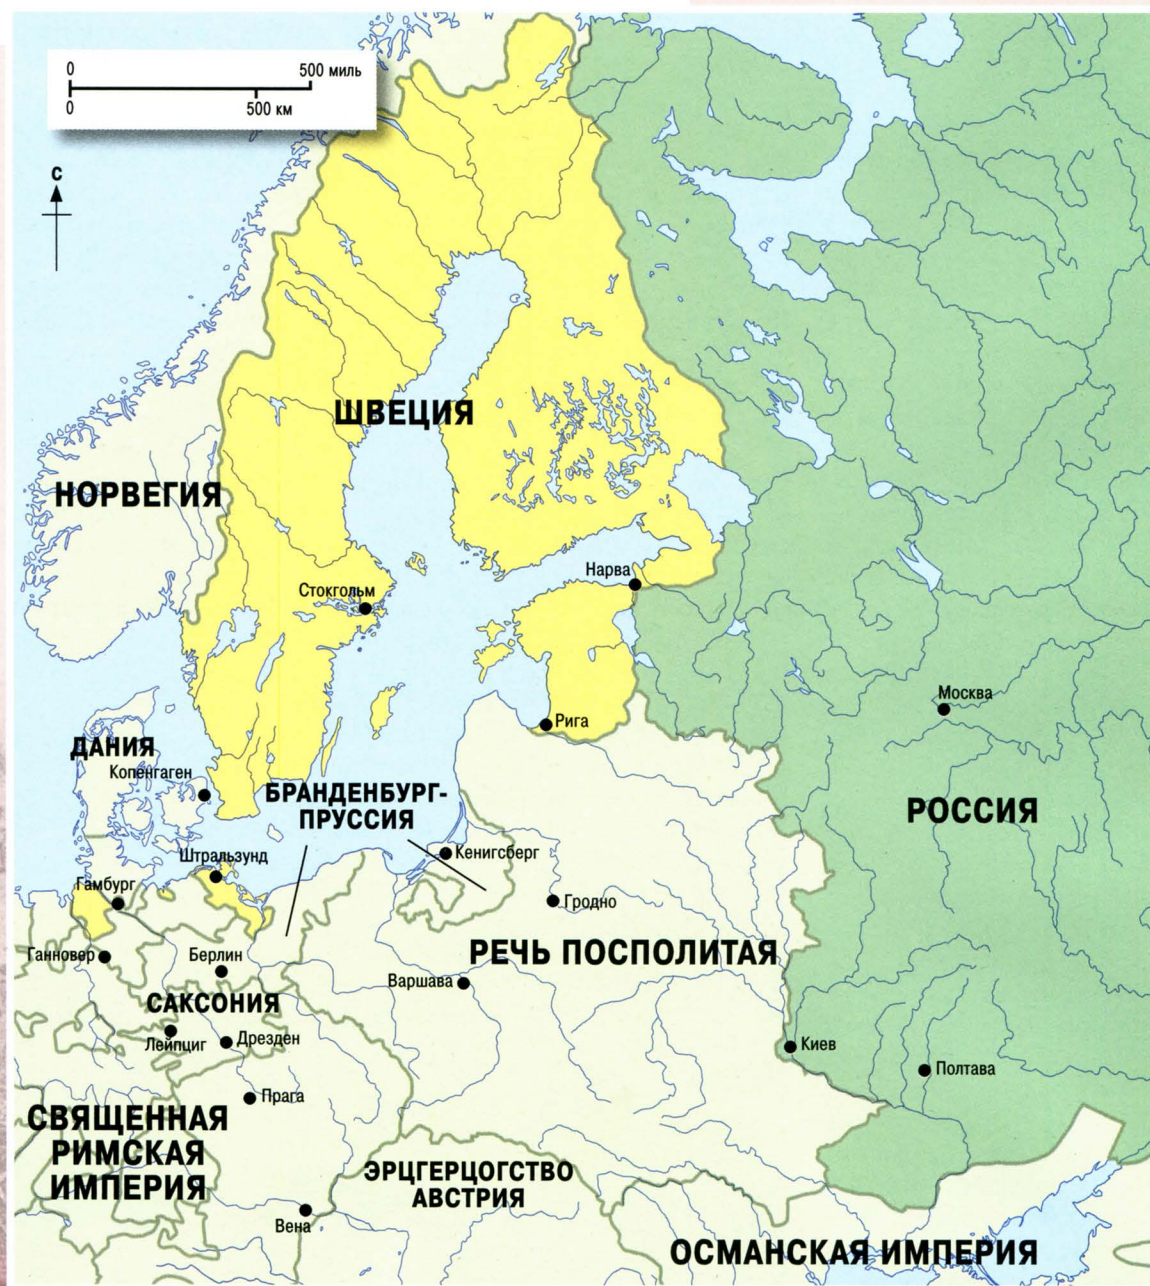 0 500 миль
0 500 км
С
ШВЕЦИЯ
НОРВЕГИЯ
Нарва
Стокгольм
Москва
Рига
ДАНИЯ
Копенгаген
БРАНДЕНБУРГ-
ПРУССИЯ
РОССИЯ
Штральзунд
Кенигсберг
Гамбург
Гродно
Ганновер
Берлин
РЕЧЬ ПОСПОЛИТАЯ
Варшава
САКСОНИЯ
Лейпциг
Дрезден
Киев
Полтава
Прага
СВЯЩЕННАЯ
РИМСКАЯ
ИМПЕРИЯ
ЭРЦГЕРЦОГСТВО
АВСТРИЯ
Вена
ОСМАНСКАЯ ИМПЕРИЯ